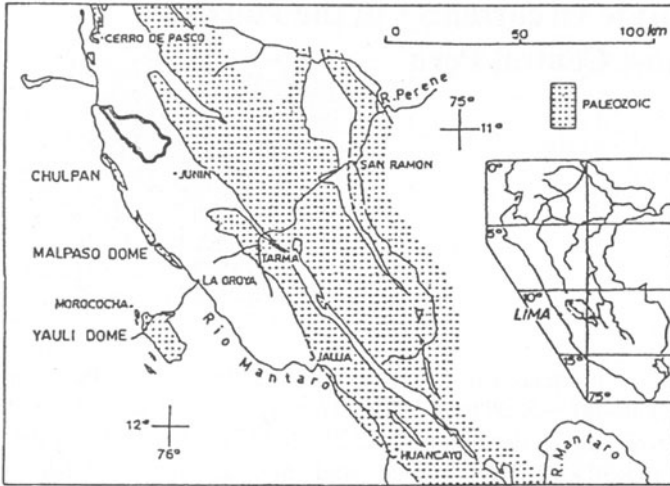 CERRO DE PASCO
0 50 100 km
R. Perene
75°
11°
PALEOZOIC
SAN RAMON
CHULPAN
JUNIN
0°
5°
MALPASO DOME
TARMA
LA OROYA
10°
LIMA
MOROCOCHA
YAULI DOME
Rio Mantaro
JAUJA
15°
75°
12°
76°
HUANCAYO
R. Mantaro